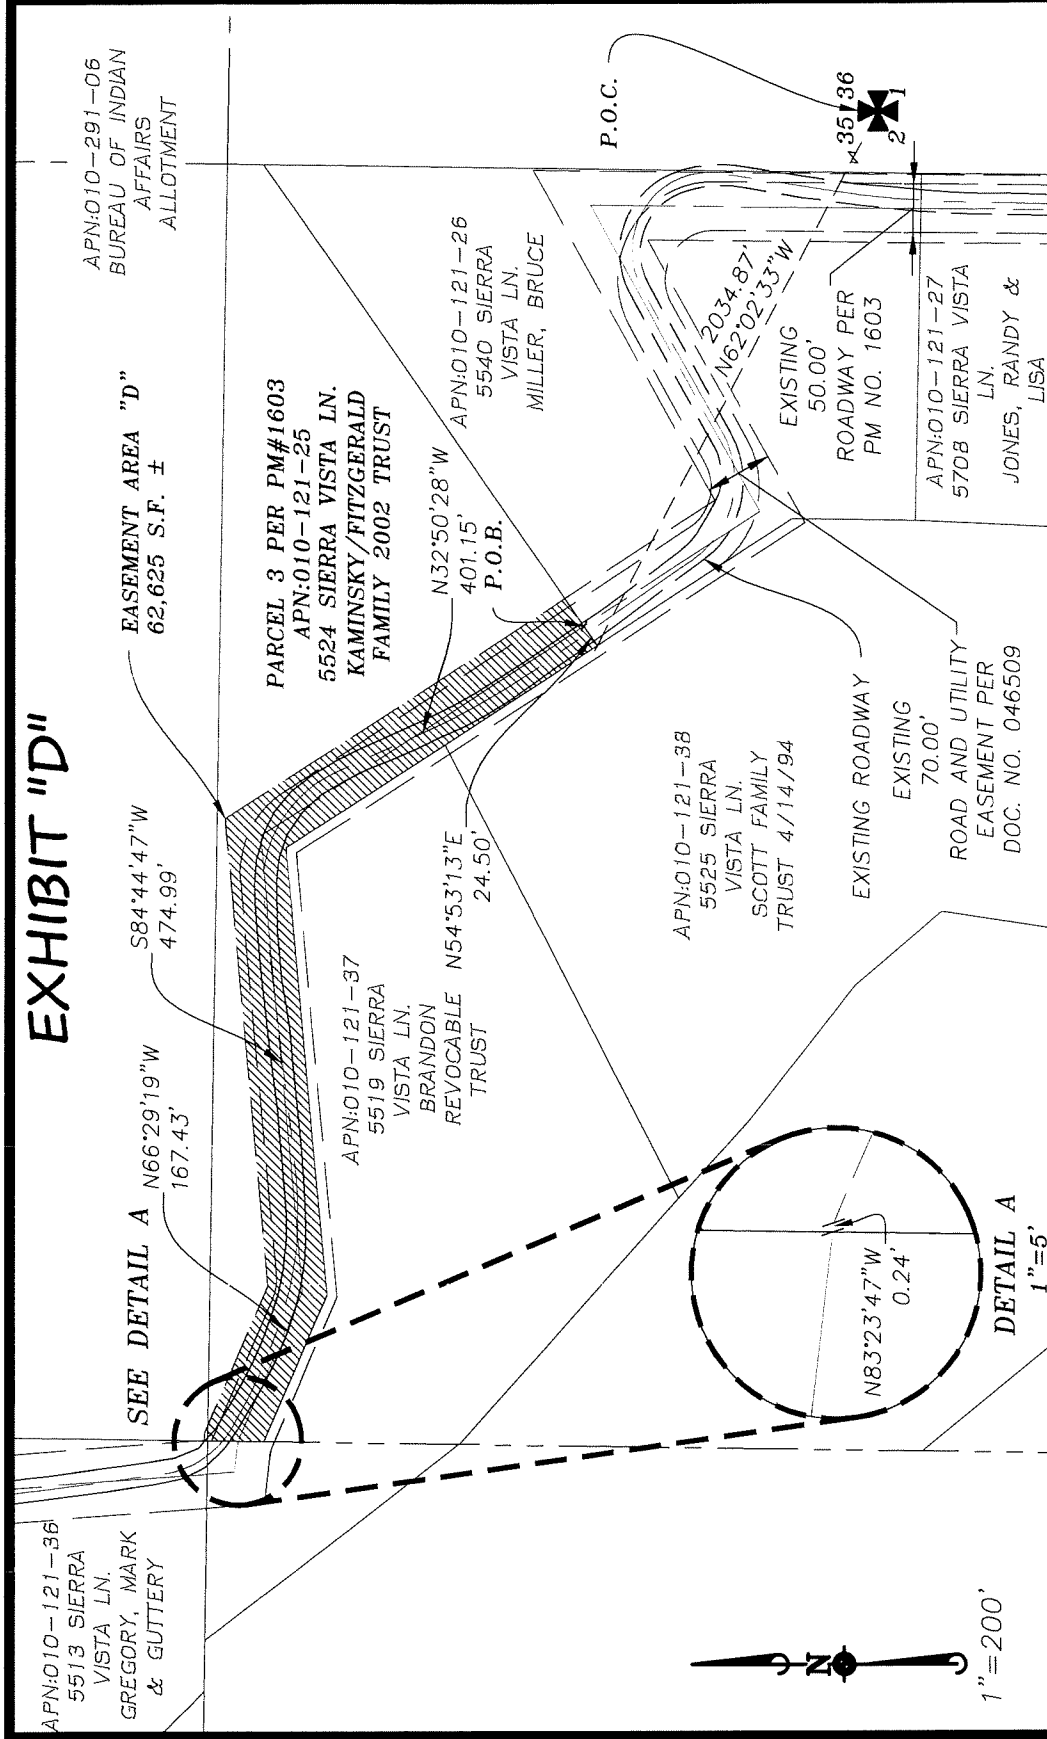 EXHIBIT "D"
APN:010-121-36
5513 SIERRA
VISTA LN.
GREGORY, MARK
& GUTTERY
SEE DETAIL A
N66°29'19"W
167.43'
S84°44'47"W
474.99'
EASEMENT AREA "D"
62,625 S.F. ±
APN:010-291-06
BUREAU OF INDIAN
AFFAIRS
ALLOTMENT
PARCEL 3 PER PM#1603
APN:010-121-25
5524 SIERRA VISTA LN.
KAMINSKY/FITZGERALD
FAMILY 2002 TRUST
N32°50'28"W
401.15'
P.O.B.
APN:010-121-26
5540 SIERRA
VISTA LN.
MILLER, BRUCE
P.O.C.
35 36
2 1
APN:010-121-37
5519 SIERRA
VISTA LN.
BRANDON
REVOCABLE
TRUST
N54°53'13"E
24.50'
2034.87'
N62°02'33"W
EXISTING
50.00'
ROADWAY PER
PM NO. 1603
APN:010-121-38
5525 SIERRA
VISTA LN.
SCOTT FAMILY
TRUST 4/14/94
EXISTING ROADWAY
EXISTING
70.00'
ROAD AND UTILITY
EASEMENT PER
DOC. NO. 046509
APN:010-121-27
5708 SIERRA VISTA
LN.
JONES, RANDY &
LISA
N83°23'47"W
0.24'
DETAIL A
1"=5'
N
1"=200'